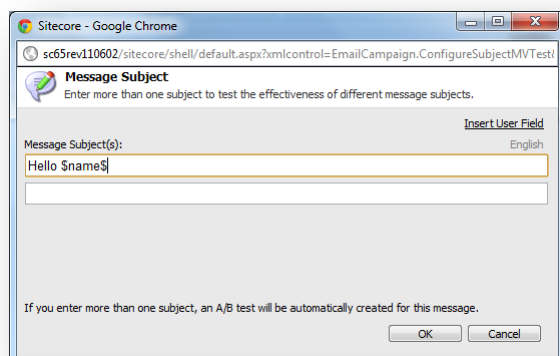 Sitecore - Google Chrome
sc65rev110602/sitecore/shell/default.aspx?xmlcontrol=EmailCampaign.ConfigureSubjectMVTest&
Message Subject
Enter more than one subject to test the effectiveness of different message subjects.
Insert User Field
Message Subject(s): English
Hello $name$
If you enter more than one subject, an A/B test will be automatically created for this message.
OK Cancel